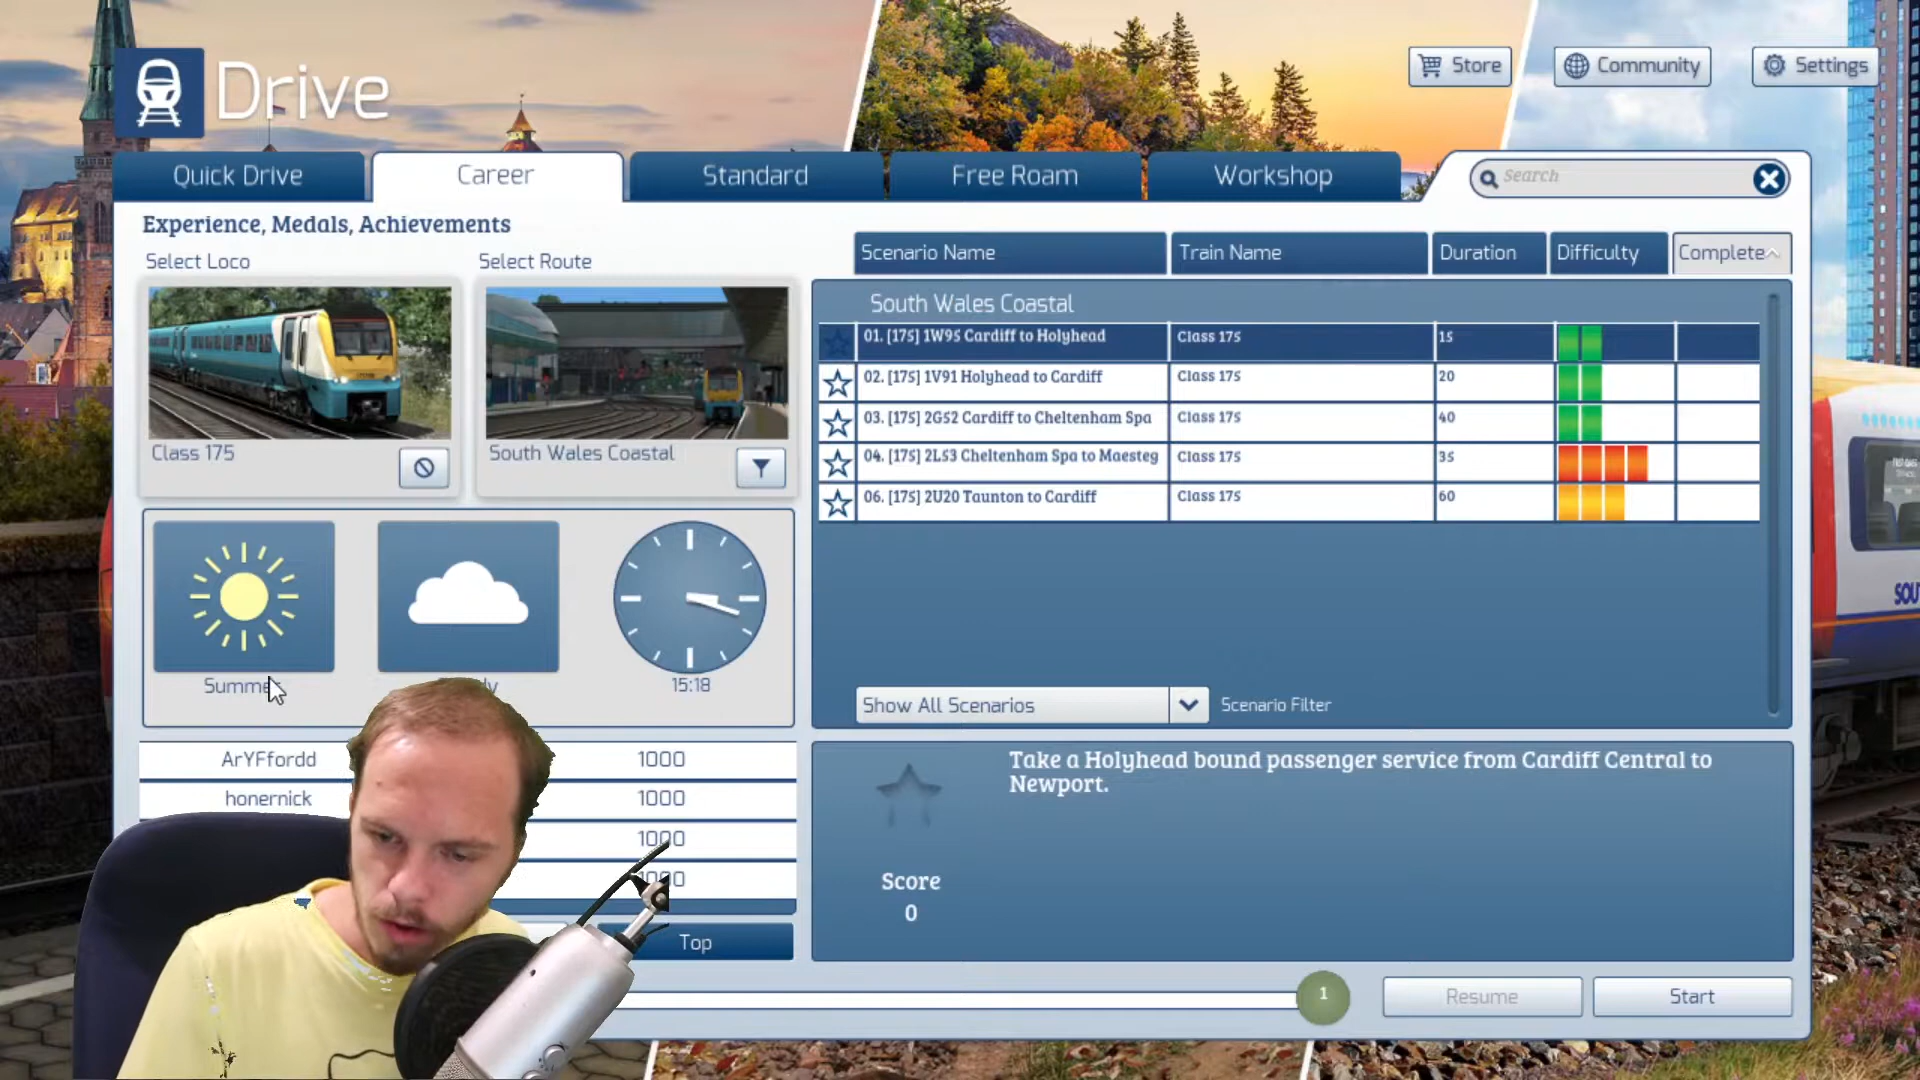 Drive
Store
Community
Settings
Quick Drive
Career
Standard
Free Roam
Workshop
Search
Experience, Medals, Achievements
Select Loco
Select Route
Class 175
South Wales Coastal
Scenario Name
Train Name
Duration
Difficulty
Complete
South Wales Coastal
01. [175] 1W95 Cardiff to Holyhead
Class 175
15
02. [175] 1V91 Holyhead to Cardiff
Class 175
20
03. [175] 2G52 Cardiff to Cheltenham Spa
Class 175
40
04. [175] 2L53 Cheltenham Spa to Maesteg
Class 175
35
06. [175] 2U20 Taunton to Cardiff
Class 175
60
Summer
15:18
Show All Scenarios
Scenario Filter
ArYFfordd
1000
honernick
1000
1000
1000
Top
Take a Holyhead bound passenger service from Cardiff Central to
Newport.
Score
0
1
Resume
Start
SOU